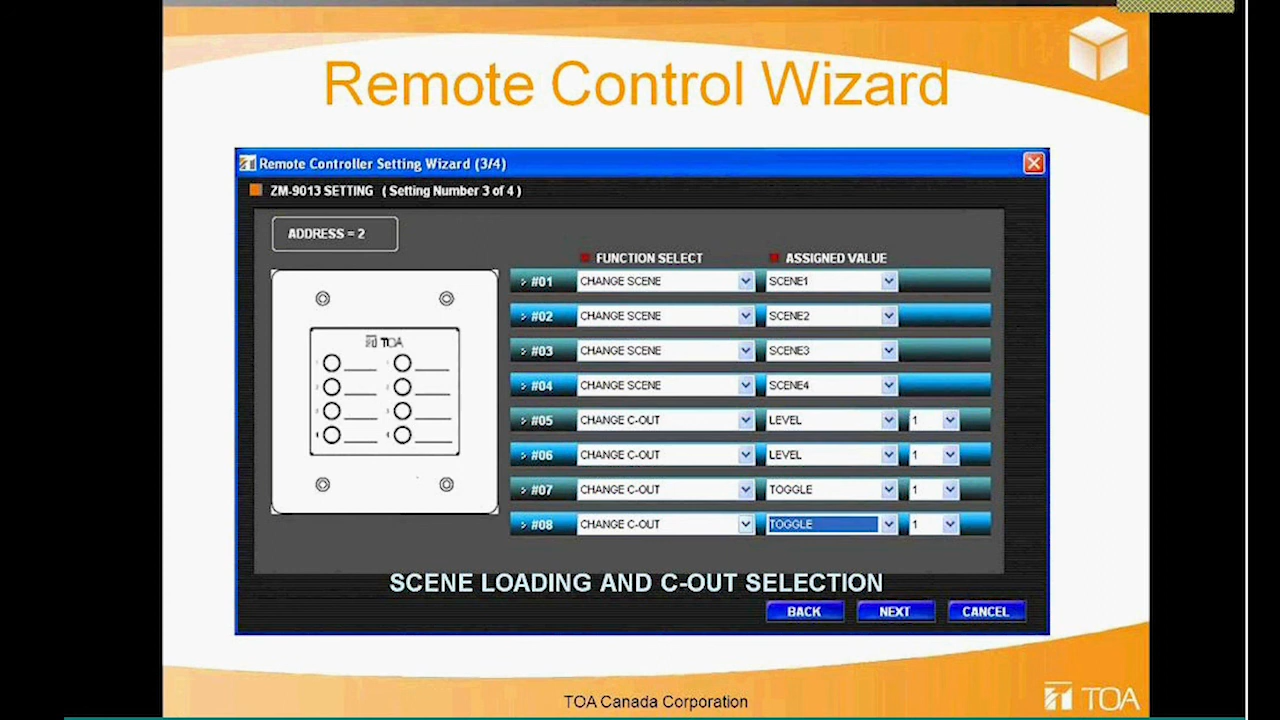 Remote Control Wizard
Remote Controller Setting Wizard (3/4)
ZM-9013 SETTING ( Setting Number 3 of 4 )
ADDRESS = 2
FUNCTION SELECT ASSIGNED VALUE
TOA
> #01 CHANGE SCENE SCENE1
> #02 CHANGE SCENE SCENE2
> #03 CHANGE SCENE SCENE3
> #04 CHANGE SCENE SCENE4
> #05 CHANGE C-OUT LEVEL 1
> #06 CHANGE C-OUT LEVEL 1
> #07 CHANGE C-OUT TOGGLE 1
> #08 CHANGE C-OUT TOGGLE 1
SCENE LOADING AND C-OUT SELECTION
BACK NEXT CANCEL
TOA Canada Corporation
TOA